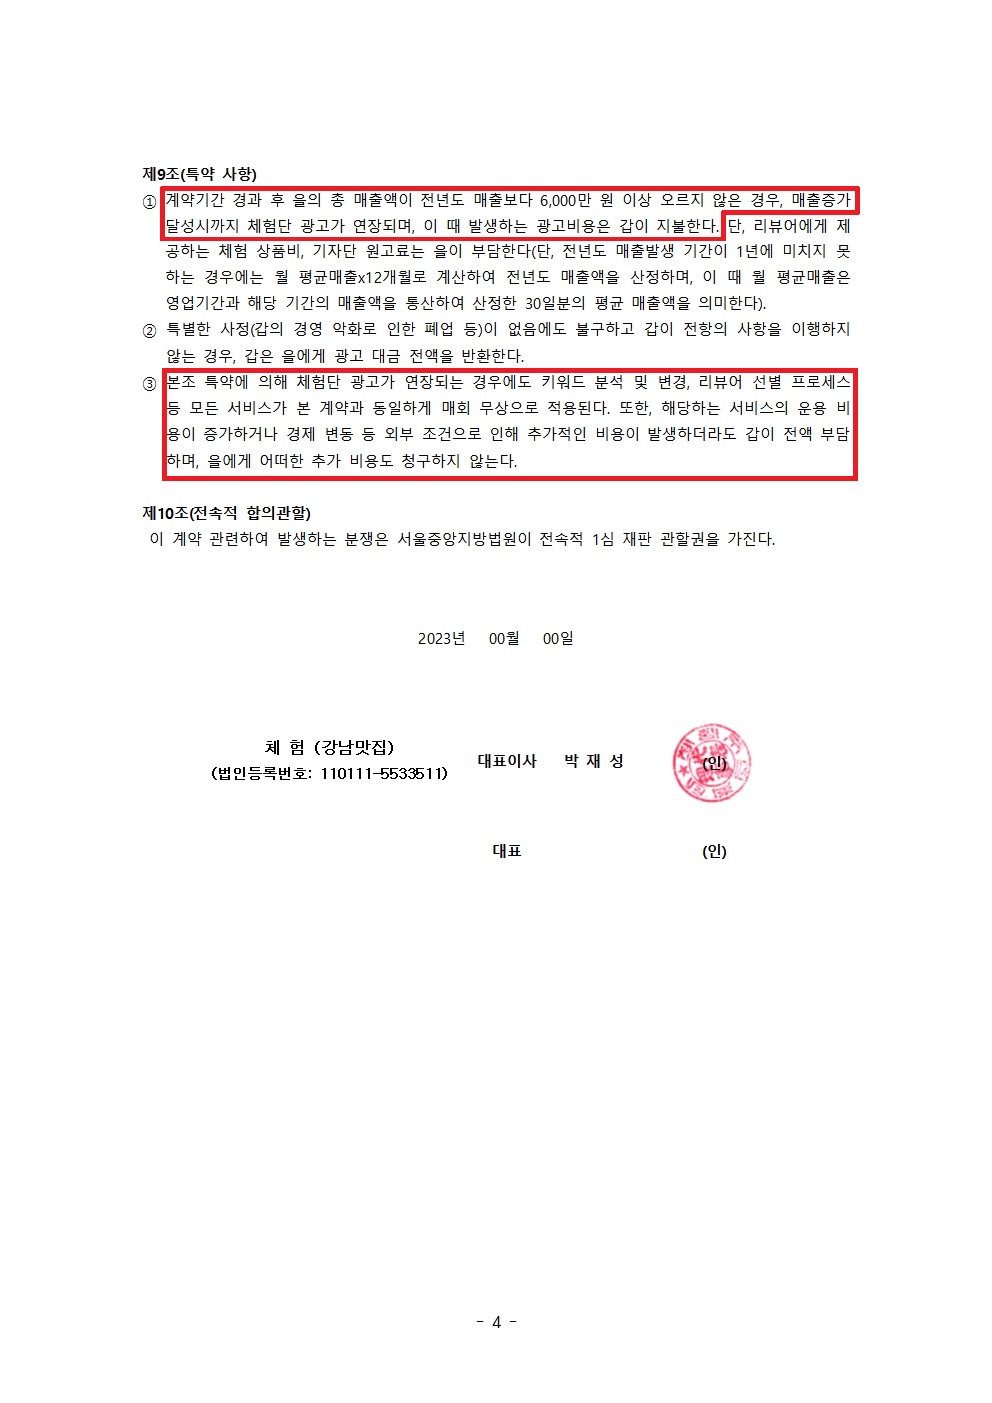 제9조(특약 사항)
① 계약기간 경과 후 을의 총 매출액이 전년도 매출보다 6,000만 원 이상 오르지 않은 경우, 매출증가
달성시까지 체험단 광고가 연장되며, 이 때 발생하는 광고비용은 갑이 지불한다. 단, 리뷰어에게 제
공하는 체험 상품비, 기자단 원고료는 을이 부담한다(단, 전년도 매출발생 기간이 1년에 미치지 못
하는 경우에는 월 평균매출x12개월로 계산하여 전년도 매출액을 산정하며, 이 때 월 평균매출은
영업기간과 해당 기간의 매출액을 통산하여 산정한 30일분의 평균 매출액을 의미한다).
② 특별한 사정(갑의 경영 악화로 인한 폐업 등)이 없음에도 불구하고 갑이 전항의 사항을 이행하지
않는 경우, 갑은 을에게 광고 대금 전액을 반환한다.
③ 본조 특약에 의해 체험단 광고가 연장되는 경우에도 키워드 분석 및 변경, 리뷰어 선별 프로세스
등 모든 서비스가 본 계약과 동일하게 매회 무상으로 적용된다. 또한, 해당하는 서비스의 운용 비
용이 증가하거나 경제 변동 등 외부 조건으로 인해 추가적인 비용이 발생하더라도 갑이 전액 부담
하며, 을에게 어떠한 추가 비용도 청구하지 않는다.
제10조(전속적 합의관할)
이 계약 관련하여 발생하는 분쟁은 서울중앙지방법원이 전속적 1심 재판 관할권을 가진다.
2023년 00월 00일
체 험 (강남맛집)
(법인등록번호: 110111-5533511)
대표이사 박 재 성 (인)
대표 (인)
- 4 -